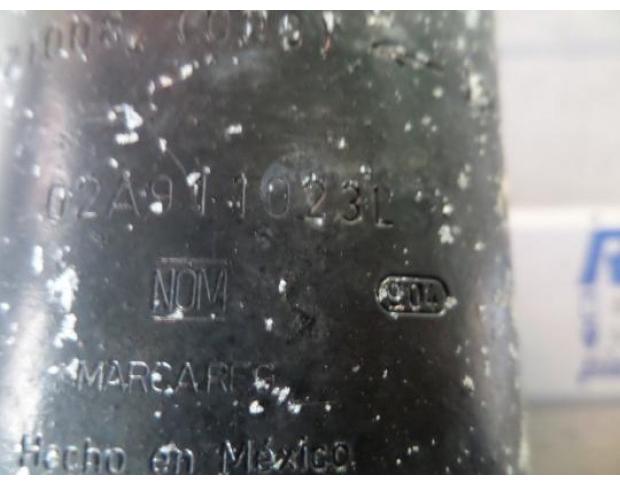 02A911023L
NOM 904
MARCA REG.
Hecho en México